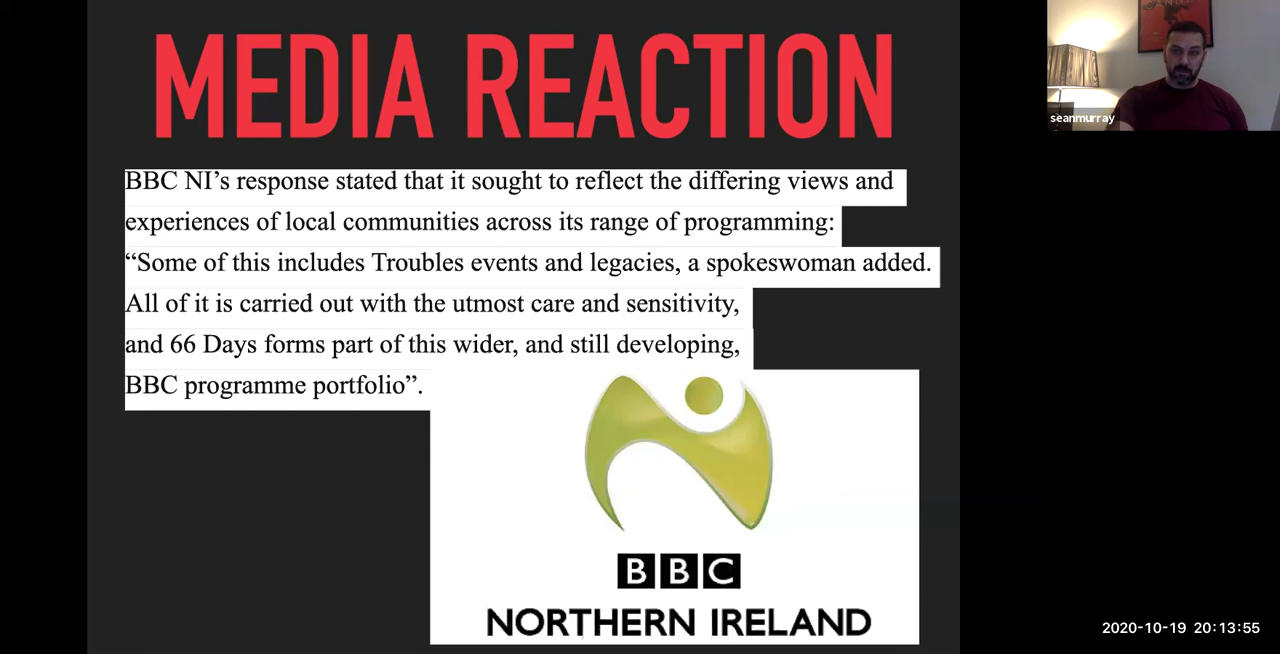 MEDIA REACTION
BBC NI’s response stated that it sought to reflect the differing views and
experiences of local communities across its range of programming:
“Some of this includes Troubles events and legacies, a spokeswoman added.
All of it is carried out with the utmost care and sensitivity,
and 66 Days forms part of this wider, and still developing,
BBC programme portfolio”.
BBC
NORTHERN IRELAND
seanmurray
2020-10-19 20:13:55